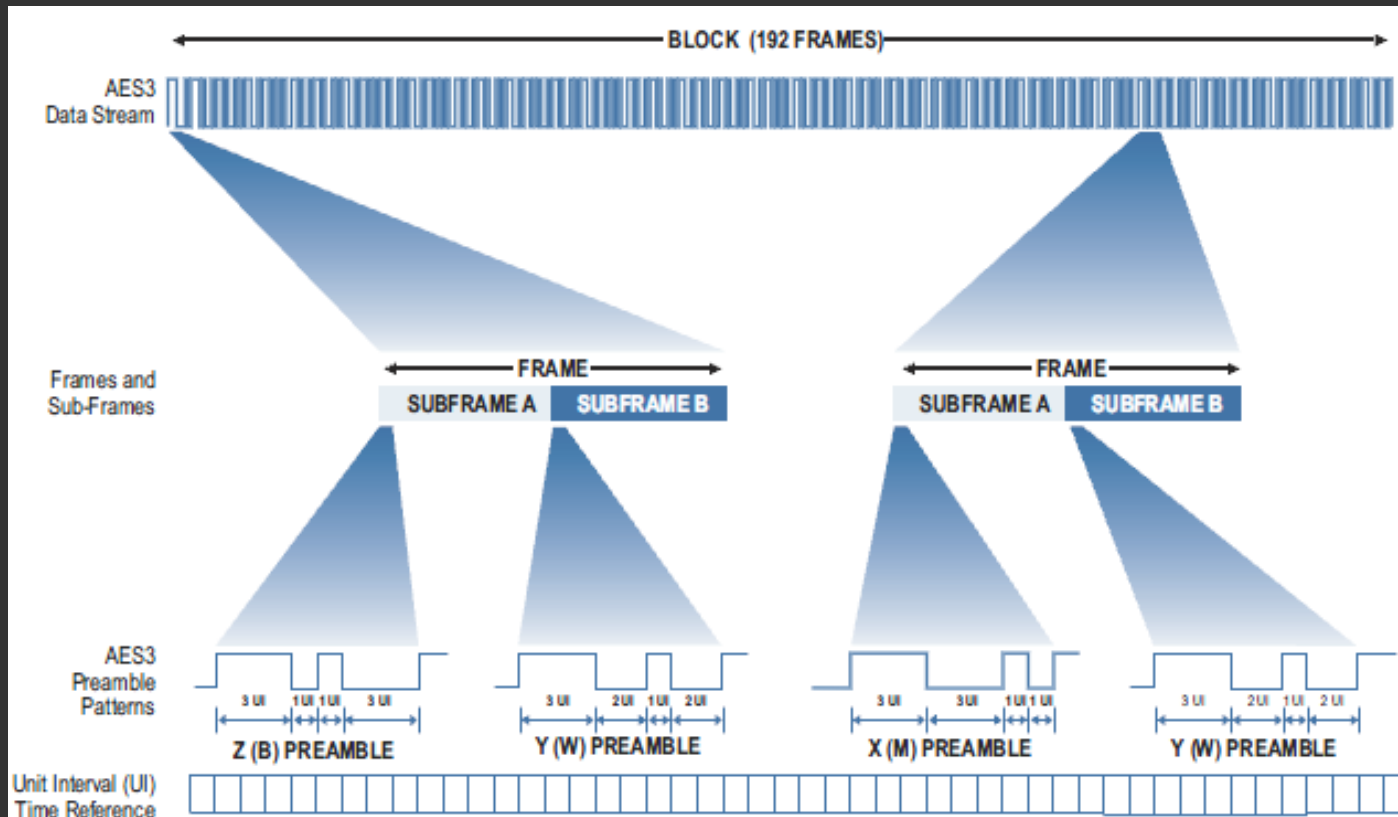 BLOCK (192 FRAMES)
AES3
Data Stream
Frames and
Sub-Frames
FRAME
FRAME
SUBFRAME A
SUBFRAME B
SUBFRAME A
SUBFRAME B
AES3
Preamble
Patterns
3 UI 1 UI 1 UI 3 UI
3 UI 2 UI 1 UI 2 UI
3 UI 3 UI 1 UI 1 UI
3 UI 2 UI 1 UI 2 UI
Z (B) PREAMBLE
Y (W) PREAMBLE
X (M) PREAMBLE
Y (W) PREAMBLE
Unit Interval (UI)
Time Reference